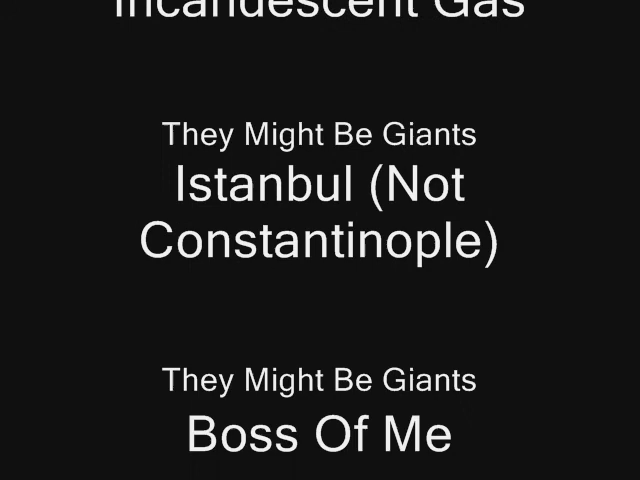 Incandescent Gas
They Might Be Giants
Istanbul (Not
Constantinople)
They Might Be Giants
Boss Of Me